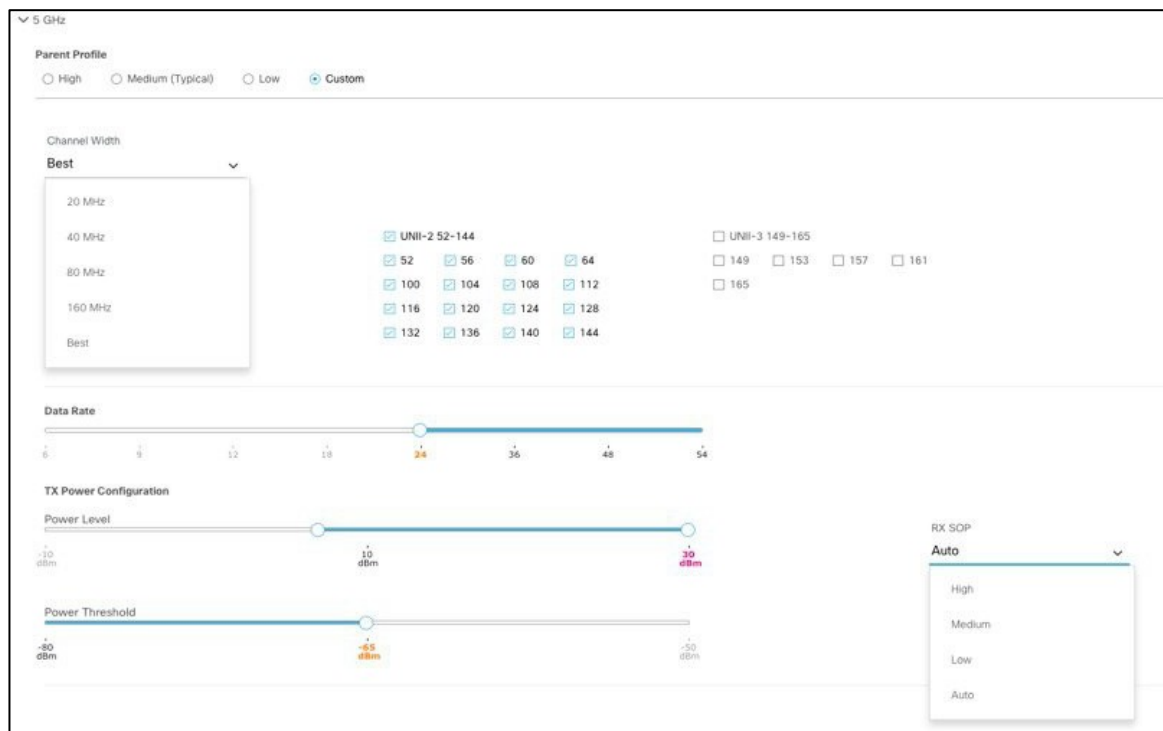 5 GHz
Parent Profile
High Medium (Typical) Low Custom
Channel Width
Best
20 MHz
40 MHz
80 MHz
160 MHz
Best
UNII-2 52-144
52 56 60 64
100 104 108 112
116 120 124 128
132 136 140 144
UNII-3 149-165
149 153 157 161
165
Data Rate
6 9 12 18 24 36 48 54
TX Power Configuration
Power Level
-10 dBm 10 dBm 30 dBm
Power Threshold
-80 dBm -65 dBm -50 dBm
RX SOP
Auto
High
Medium
Low
Auto